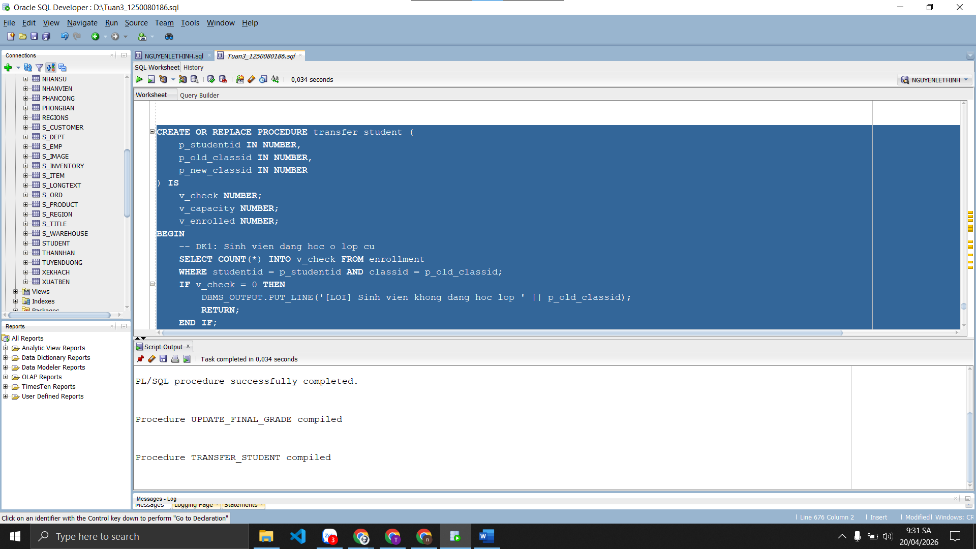 Oracle SQL Developer : D:\Tuan3_1250080186.sql
File Edit View Navigate Run Source Team Tools Window Help
Connections
NHANSU
NHANVIEN
PHANCONG
PHONGBAN
REGIONS
S_CUSTOMER
S_DEPT
S_EMP
S_IMAGE
S_INVENTORY
S_ITEM
S_LONGTEXT
S_ORD
S_PRODUCT
S_REGION
S_TITLE
S_WAREHOUSE
STUDENT
THANNHAN
TUYENDUONG
XEKHACH
XUATBEN
Views
Indexes
Packages
Reports
All Reports
Analytic View Reports
Data Dictionary Reports
Data Modeler Reports
OLAP Reports
TimesTen Reports
User Defined Reports
NGUYENLETHINH.sql Tuan3_1250080186.sql
SQL Worksheet History
0,034 seconds
NGUYENLETHINH
Worksheet Query Builder
CREATE OR REPLACE PROCEDURE transfer_student (
p_studentid IN NUMBER,
p_old_classid IN NUMBER,
p_new_classid IN NUMBER
) IS
v_check NUMBER;
v_capacity NUMBER;
v_enrolled NUMBER;
BEGIN
-- DK1: Sinh vien dang hoc o lop cu
SELECT COUNT(*) INTO v_check FROM enrollment
WHERE studentid = p_studentid AND classid = p_old_classid;
IF v_check = 0 THEN
DBMS_OUTPUT.PUT_LINE('[LOI] Sinh vien khong dang hoc lop ' || p_old_classid);
RETURN;
END IF;
Script Output
Task completed in 0,034 seconds
PL/SQL procedure successfully completed.
Procedure UPDATE_FINAL_GRADE compiled
Procedure TRANSFER_STUDENT compiled
Messages - Log
Messages Logging Page Statements
Click on an identifier with the Control key down to perform "Go to Declaration"
Line 676 Column 2 Insert Modified Windows: CR
Type here to search
9:31 SA
20/04/2026